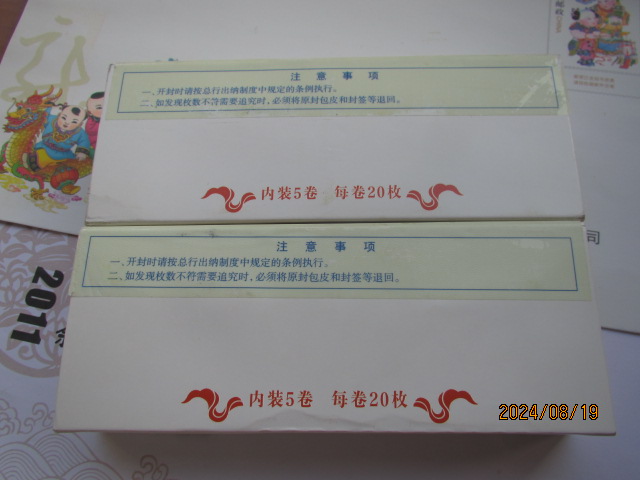 注意事项
一、开封时请按总行出纳制度中规定的条例执行。
二、如发现枚数不符需要追究时，必须将原封包皮和封签等退回。
内装5卷 每卷20枚
司
注意事项
一、开封时请按总行出纳制度中规定的条例执行。
二、如发现枚数不符需要追究时，必须将原封包皮和封签等退回。
2011
内装5卷 每卷20枚
2024/08/19